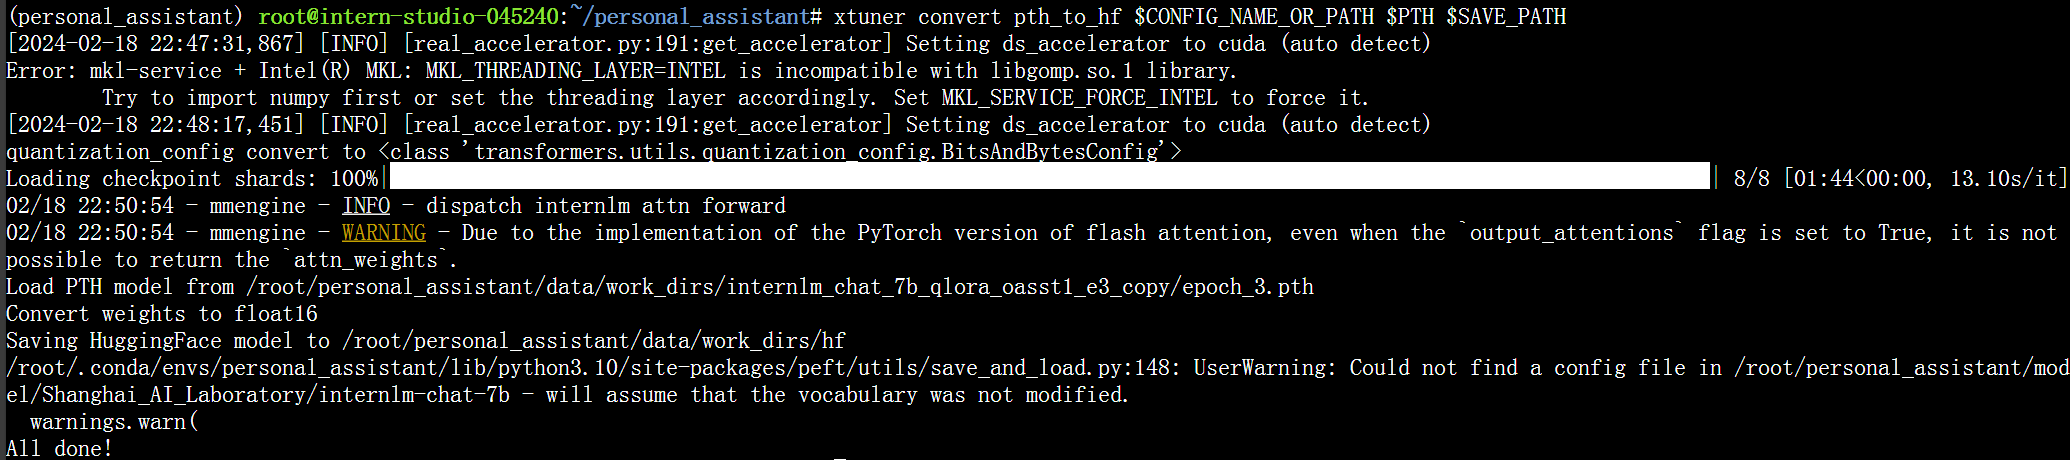 (personal_assistant) root@intern-studio-045240:~/personal_assistant# xtuner convert pth_to_hf $CONFIG_NAME_OR_PATH $PTH $SAVE_PATH
[2024-02-18 22:47:31,867] [INFO] [real_accelerator.py:191:get_accelerator] Setting ds_accelerator to cuda (auto detect)
Error: mkl-service + Intel(R) MKL: MKL_THREADING_LAYER=INTEL is incompatible with libgomp.so.1 library.
        Try to import numpy first or set the threading layer accordingly. Set MKL_SERVICE_FORCE_INTEL to force it.
[2024-02-18 22:48:17,451] [INFO] [real_accelerator.py:191:get_accelerator] Setting ds_accelerator to cuda (auto detect)
quantization_config convert to <class 'transformers.utils.quantization_config.BitsAndBytesConfig'>
Loading checkpoint shards: 100%| | 8/8 [01:44<00:00, 13.10s/it]
02/18 22:50:54 - mmengine - INFO - dispatch internlm attn forward
02/18 22:50:54 - mmengine - WARNING - Due to the implementation of the PyTorch version of flash attention, even when the `output_attentions` flag is set to True, it is not
possible to return the `attn_weights`.
Load PTH model from /root/personal_assistant/data/work_dirs/internlm_chat_7b_qlora_oasst1_e3_copy/epoch_3.pth
Convert weights to float16
Saving HuggingFace model to /root/personal_assistant/data/work_dirs/hf
/root/.conda/envs/personal_assistant/lib/python3.10/site-packages/peft/utils/save_and_load.py:148: UserWarning: Could not find a config file in /root/personal_assistant/mod
el/Shanghai_AI_Laboratory/internlm-chat-7b - will assume that the vocabulary was not modified.
  warnings.warn(
All done!